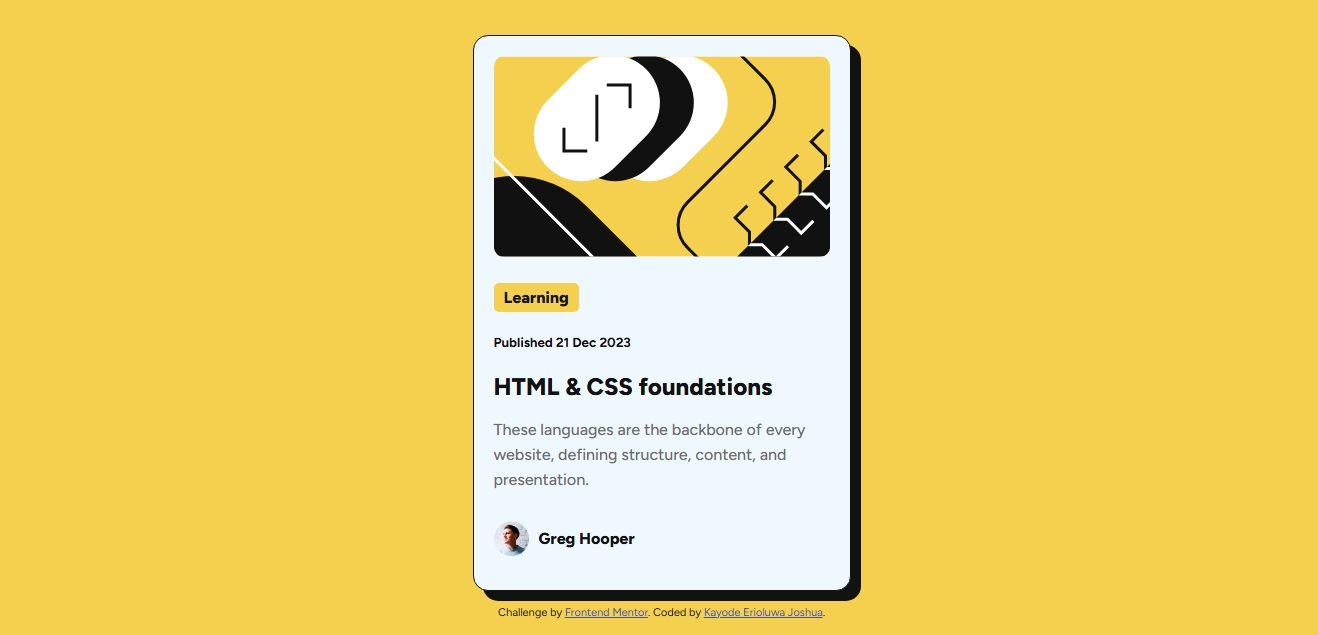 Learning
Published 21 Dec 2023
HTML & CSS foundations
These languages are the backbone of every
website, defining structure, content, and
presentation.
Greg Hooper
Challenge by Frontend Mentor. Coded by Kayode Erioluwa Joshua.